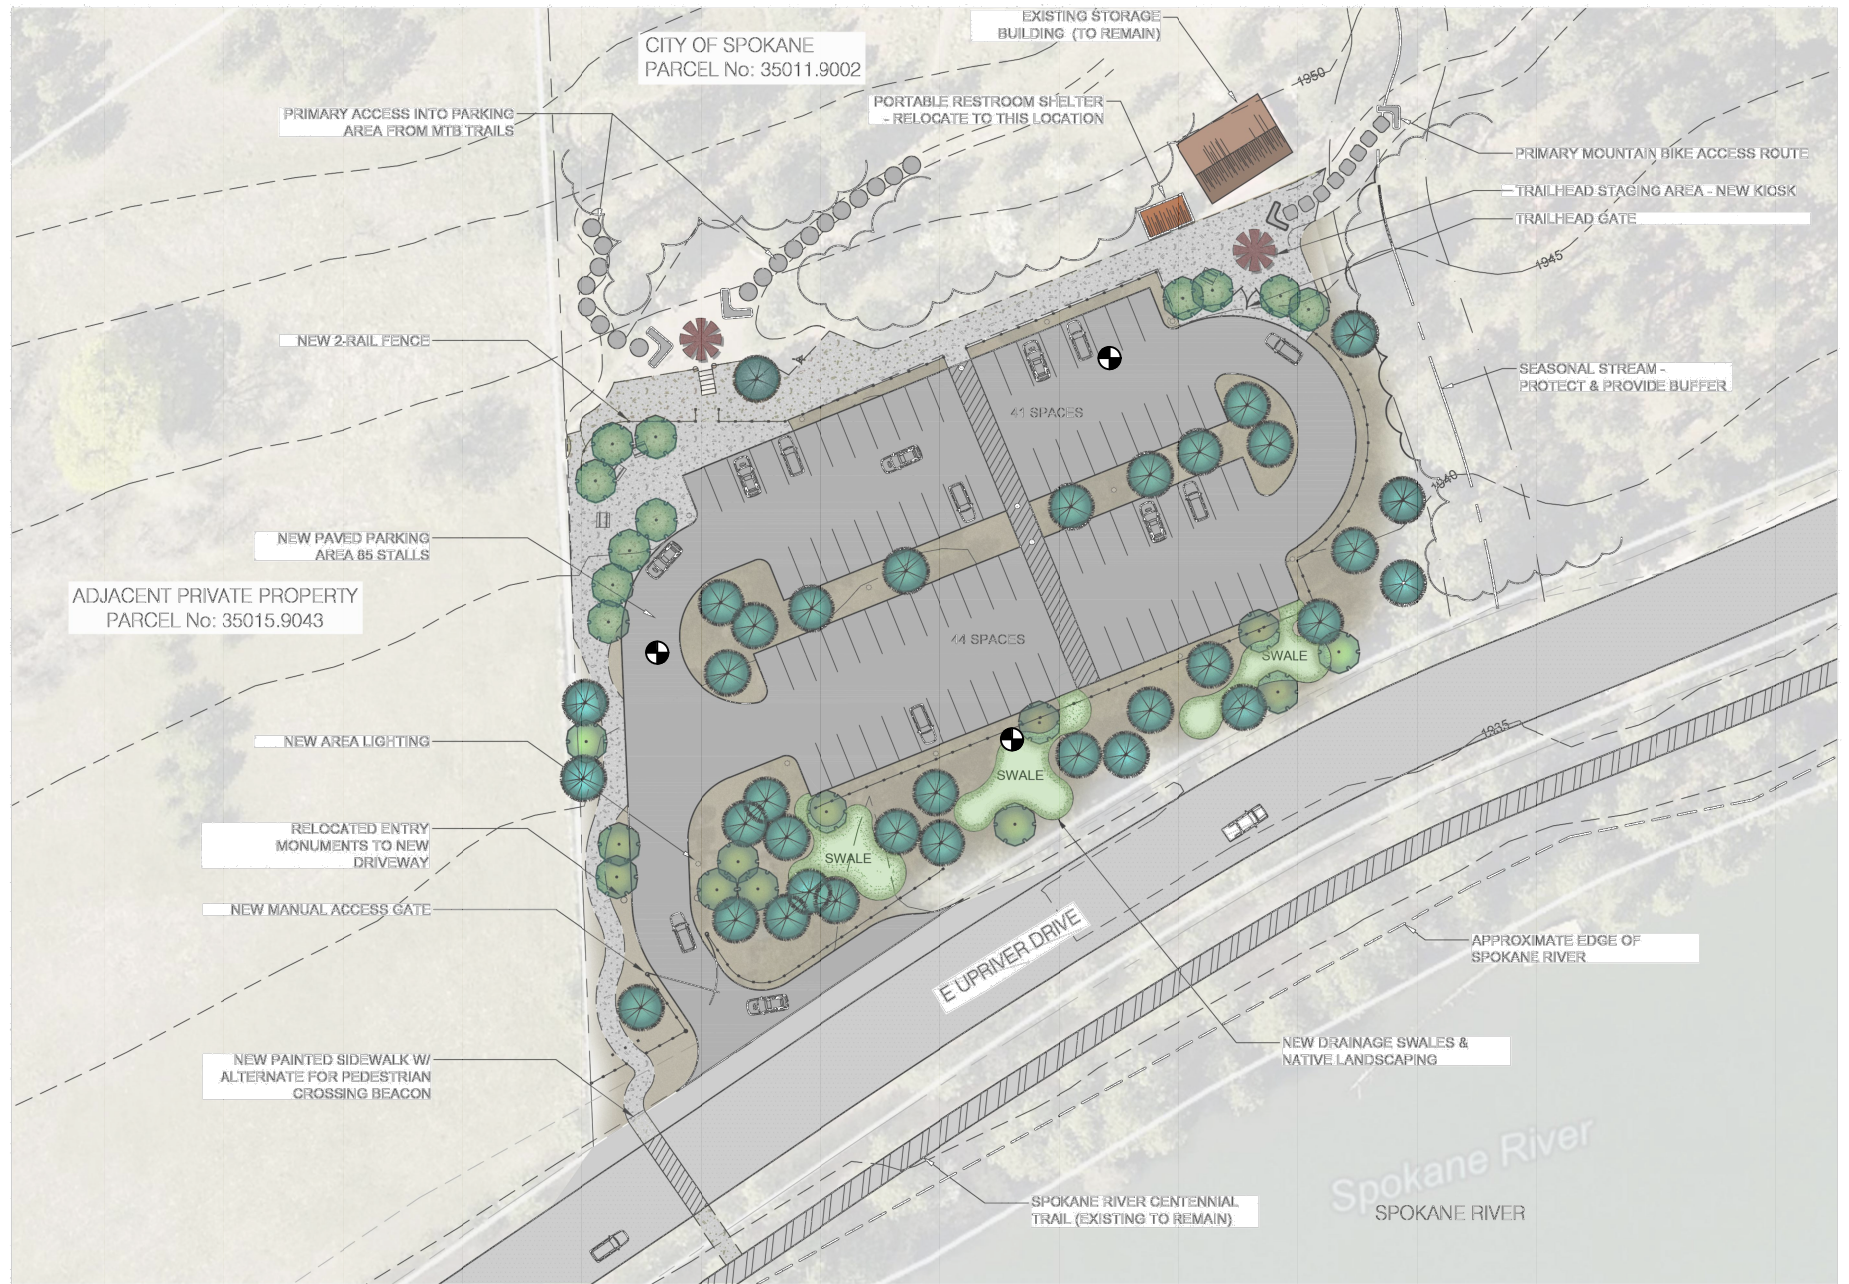 EXISTING STORAGE
BUILDING (TO REMAIN)
CITY OF SPOKANE
PARCEL No: 35011.9002
1950
PORTABLE RESTROOM SHELTER
- RELOCATE TO THIS LOCATION
PRIMARY ACCESS INTO PARKING
AREA FROM MTB TRAILS
PRIMARY MOUNTAIN BIKE ACCESS ROUTE
TRAILHEAD STAGING AREA - NEW KIOSK
TRAILHEAD GATE
1945
NEW 2-RAIL FENCE
SEASONAL STREAM -
PROTECT & PROVIDE BUFFER
41 SPACES
1940
NEW PAVED PARKING
AREA 85 STALLS
ADJACENT PRIVATE PROPERTY
PARCEL No: 35015.9043
44 SPACES
SWALE
1935
NEW AREA LIGHTING
SWALE
RELOCATED ENTRY
MONUMENTS TO NEW
DRIVEWAY
SWALE
NEW MANUAL ACCESS GATE
E UPRIVER DRIVE
APPROXIMATE EDGE OF
SPOKANE RIVER
NEW DRAINAGE SWALES &
NATIVE LANDSCAPING
NEW PAINTED SIDEWALK W/
ALTERNATE FOR PEDESTRIAN
CROSSING BEACON
Spokane River
SPOKANE RIVER CENTENNIAL
TRAIL (EXISTING TO REMAIN)
SPOKANE RIVER